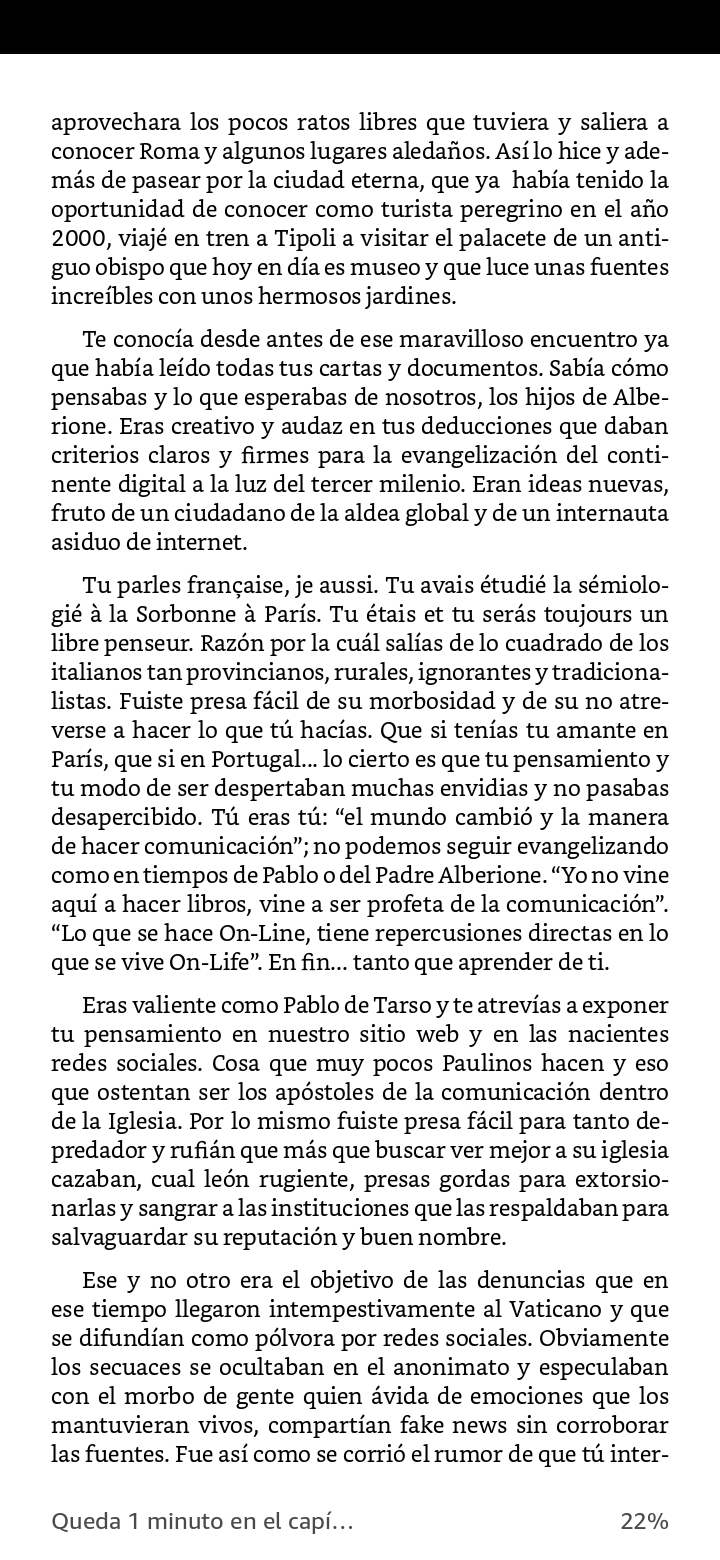 aprovechara los pocos ratos libres que tuviera y saliera a
conocer Roma y algunos lugares aledaños. Así lo hice y ade-
más de pasear por la ciudad eterna, que ya había tenido la
oportunidad de conocer como turista peregrino en el año
2000, viajé en tren a Tipoli a visitar el palacete de un anti-
guo obispo que hoy en día es museo y que luce unas fuentes
increíbles con unos hermosos jardines.
Te conocía desde antes de ese maravilloso encuentro ya
que había leído todas tus cartas y documentos. Sabía cómo
pensabas y lo que esperabas de nosotros, los hijos de Albe-
rione. Eras creativo y audaz en tus deducciones que daban
criterios claros y firmes para la evangelización del conti-
nente digital a la luz del tercer milenio. Eran ideas nuevas,
fruto de un ciudadano de la aldea global y de un internauta
asiduo de internet.
Tu parles française, je aussi. Tu avais étudié la sémiolo-
gié à la Sorbonne à París. Tu étais et tu serás toujours un
libre penseur. Razón por la cuál salías de lo cuadrado de los
italianos tan provincianos, rurales, ignorantes y tradiciona-
listas. Fuiste presa fácil de su morbosidad y de su no atre-
verse a hacer lo que tú hacías. Que si tenías tu amante en
París, que si en Portugal... lo cierto es que tu pensamiento y
tu modo de ser despertaban muchas envidias y no pasabas
desapercibido. Tú eras tú: “el mundo cambió y la manera
de hacer comunicación”; no podemos seguir evangelizando
como en tiempos de Pablo o del Padre Alberione. “Yo no vine
aquí a hacer libros, vine a ser profeta de la comunicación”.
“Lo que se hace On-Line, tiene repercusiones directas en lo
que se vive On-Life”. En fin... tanto que aprender de ti.
Eras valiente como Pablo de Tarso y te atrevías a exponer
tu pensamiento en nuestro sitio web y en las nacientes
redes sociales. Cosa que muy pocos Paulinos hacen y eso
que ostentan ser los apóstoles de la comunicación dentro
de la Iglesia. Por lo mismo fuiste presa fácil para tanto de-
predador y rufián que más que buscar ver mejor a su iglesia
cazaban, cual león rugiente, presas gordas para extorsio-
narlas y sangrar a las instituciones que las respaldaban para
salvaguardar su reputación y buen nombre.
Ese y no otro era el objetivo de las denuncias que en
ese tiempo llegaron intempestivamente al Vaticano y que
se difundían como pólvora por redes sociales. Obviamente
los secuaces se ocultaban en el anonimato y especulaban
con el morbo de gente quien ávida de emociones que los
mantuvieran vivos, compartían fake news sin corroborar
las fuentes. Fue así como se corrió el rumor de que tú inter-
Queda 1 minuto en el capí... 22%